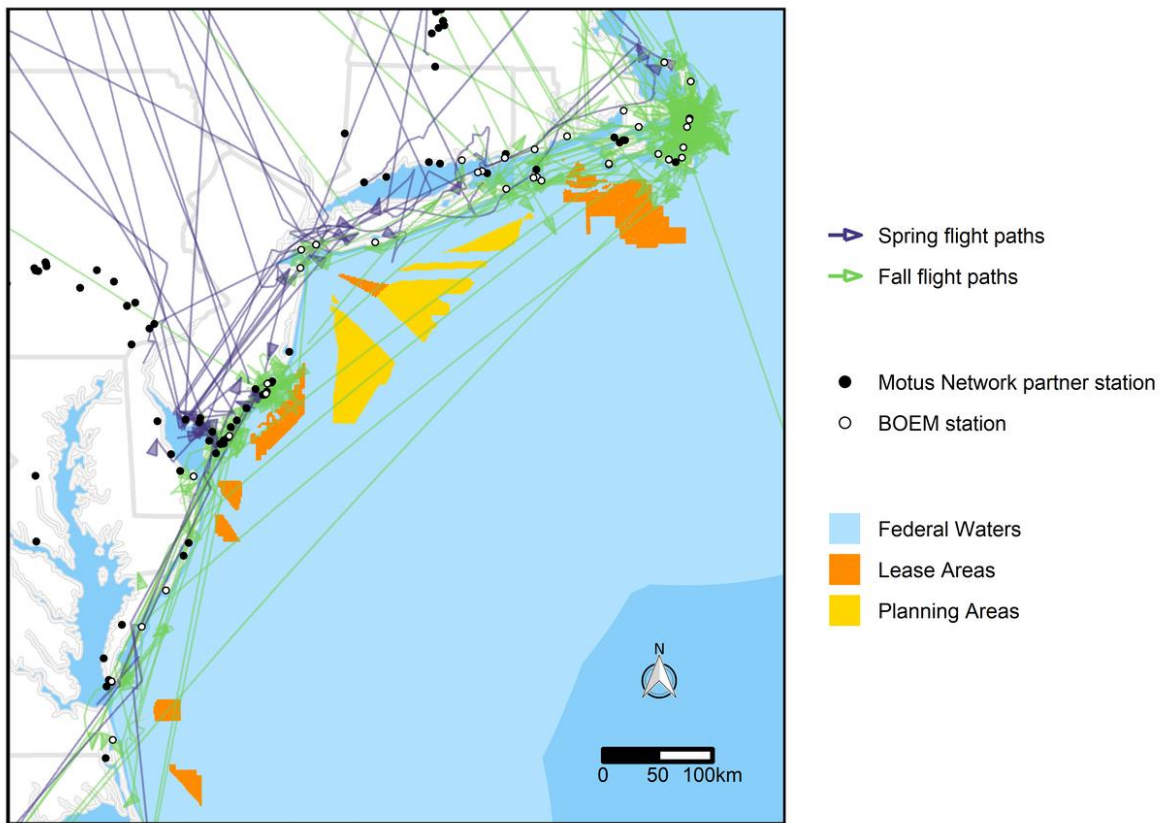 Spring flight paths
Fall flight paths
Motus Network partner station
BOEM station
Federal Waters
Lease Areas
Planning Areas
N
0 50 100km